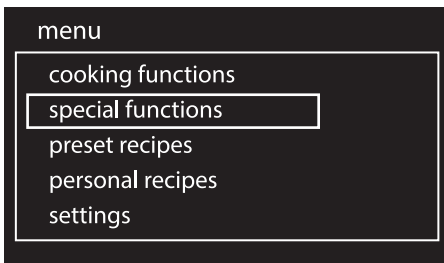 menu
cooking functions
special functions
preset recipes
personal recipes
settings